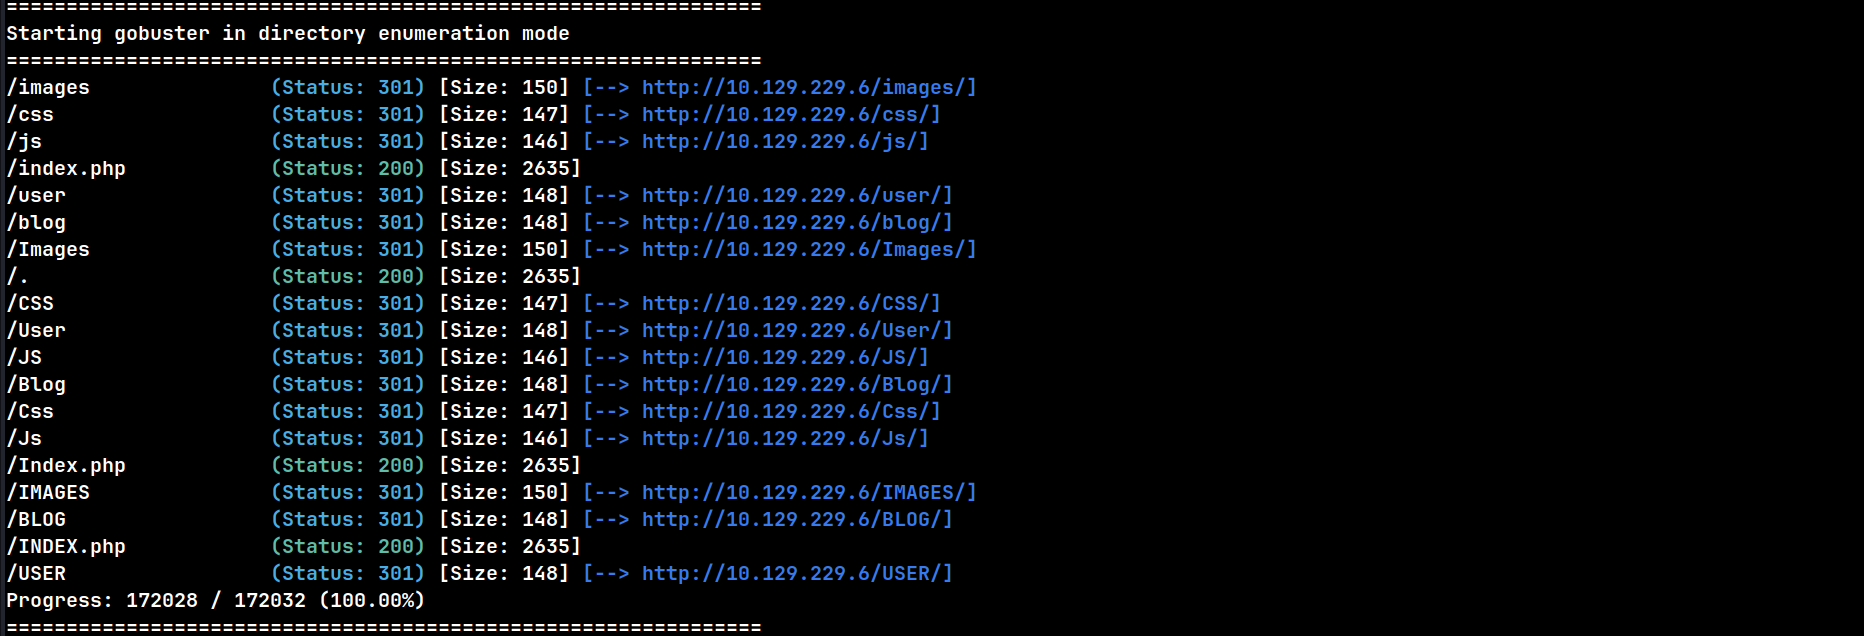 ===============================================================
Starting gobuster in directory enumeration mode
===============================================================
/images               (Status: 301) [Size: 150] [--> http://10.129.229.6/images/]
/css                  (Status: 301) [Size: 147] [--> http://10.129.229.6/css/]
/js                   (Status: 301) [Size: 146] [--> http://10.129.229.6/js/]
/index.php            (Status: 200) [Size: 2635]
/user                 (Status: 301) [Size: 148] [--> http://10.129.229.6/user/]
/blog                 (Status: 301) [Size: 148] [--> http://10.129.229.6/blog/]
/Images               (Status: 301) [Size: 150] [--> http://10.129.229.6/Images/]
/.                    (Status: 200) [Size: 2635]
/CSS                  (Status: 301) [Size: 147] [--> http://10.129.229.6/CSS/]
/User                 (Status: 301) [Size: 148] [--> http://10.129.229.6/User/]
/JS                   (Status: 301) [Size: 146] [--> http://10.129.229.6/JS/]
/Blog                 (Status: 301) [Size: 148] [--> http://10.129.229.6/Blog/]
/Css                  (Status: 301) [Size: 147] [--> http://10.129.229.6/Css/]
/Js                   (Status: 301) [Size: 146] [--> http://10.129.229.6/Js/]
/Index.php            (Status: 200) [Size: 2635]
/IMAGES               (Status: 301) [Size: 150] [--> http://10.129.229.6/IMAGES/]
/BLOG                 (Status: 301) [Size: 148] [--> http://10.129.229.6/BLOG/]
/INDEX.php            (Status: 200) [Size: 2635]
/USER                 (Status: 301) [Size: 148] [--> http://10.129.229.6/USER/]
Progress: 172028 / 172032 (100.00%)
===============================================================